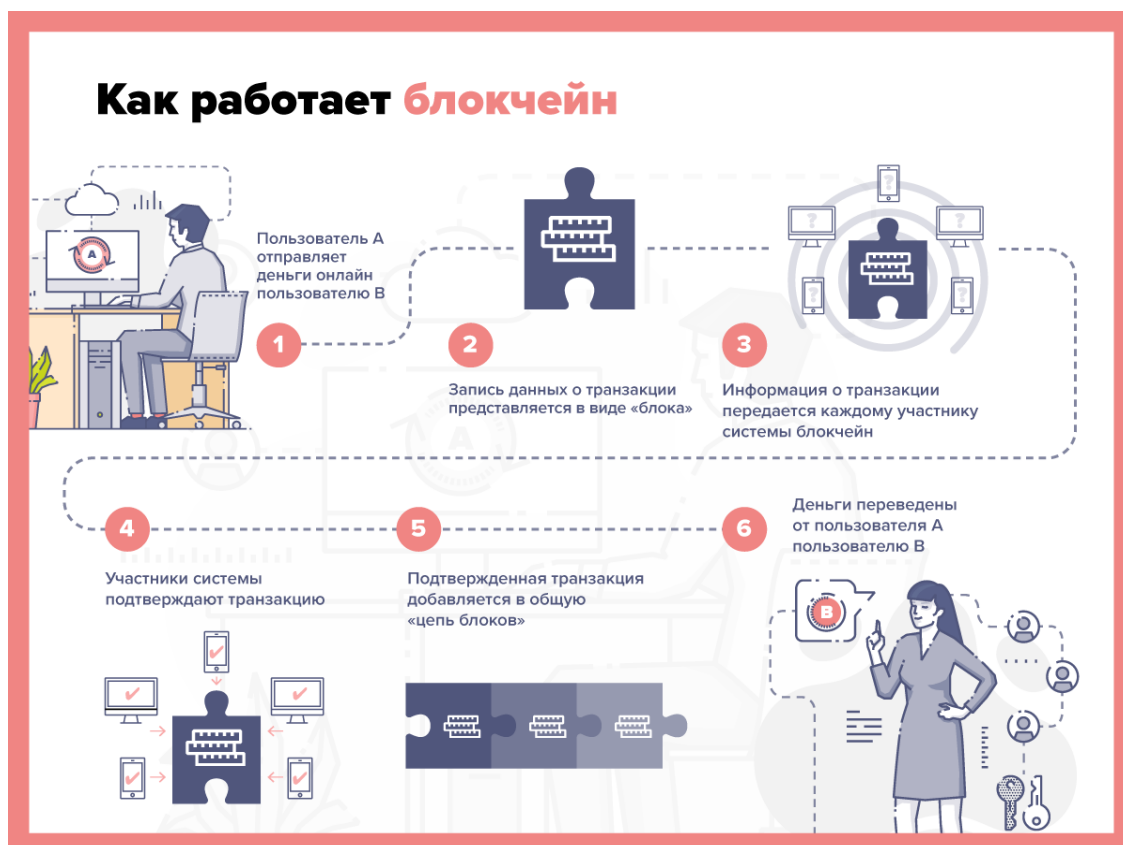 Как работает блокчейн
A
Пользователь А
отправляет
деньги онлайн
пользователю В
1
2
Запись данных о транзакции
представляется в виде «блока»
?
?
?
?
?
3
Информация о транзакции
передается каждому участнику
системы блокчейн
A
4
Участники системы
подтверждают транзакцию
5
Подтвержденная транзакция
добавляется в общую
«цепь блоков»
6
Деньги переведены
от пользователя А
пользователю В
B